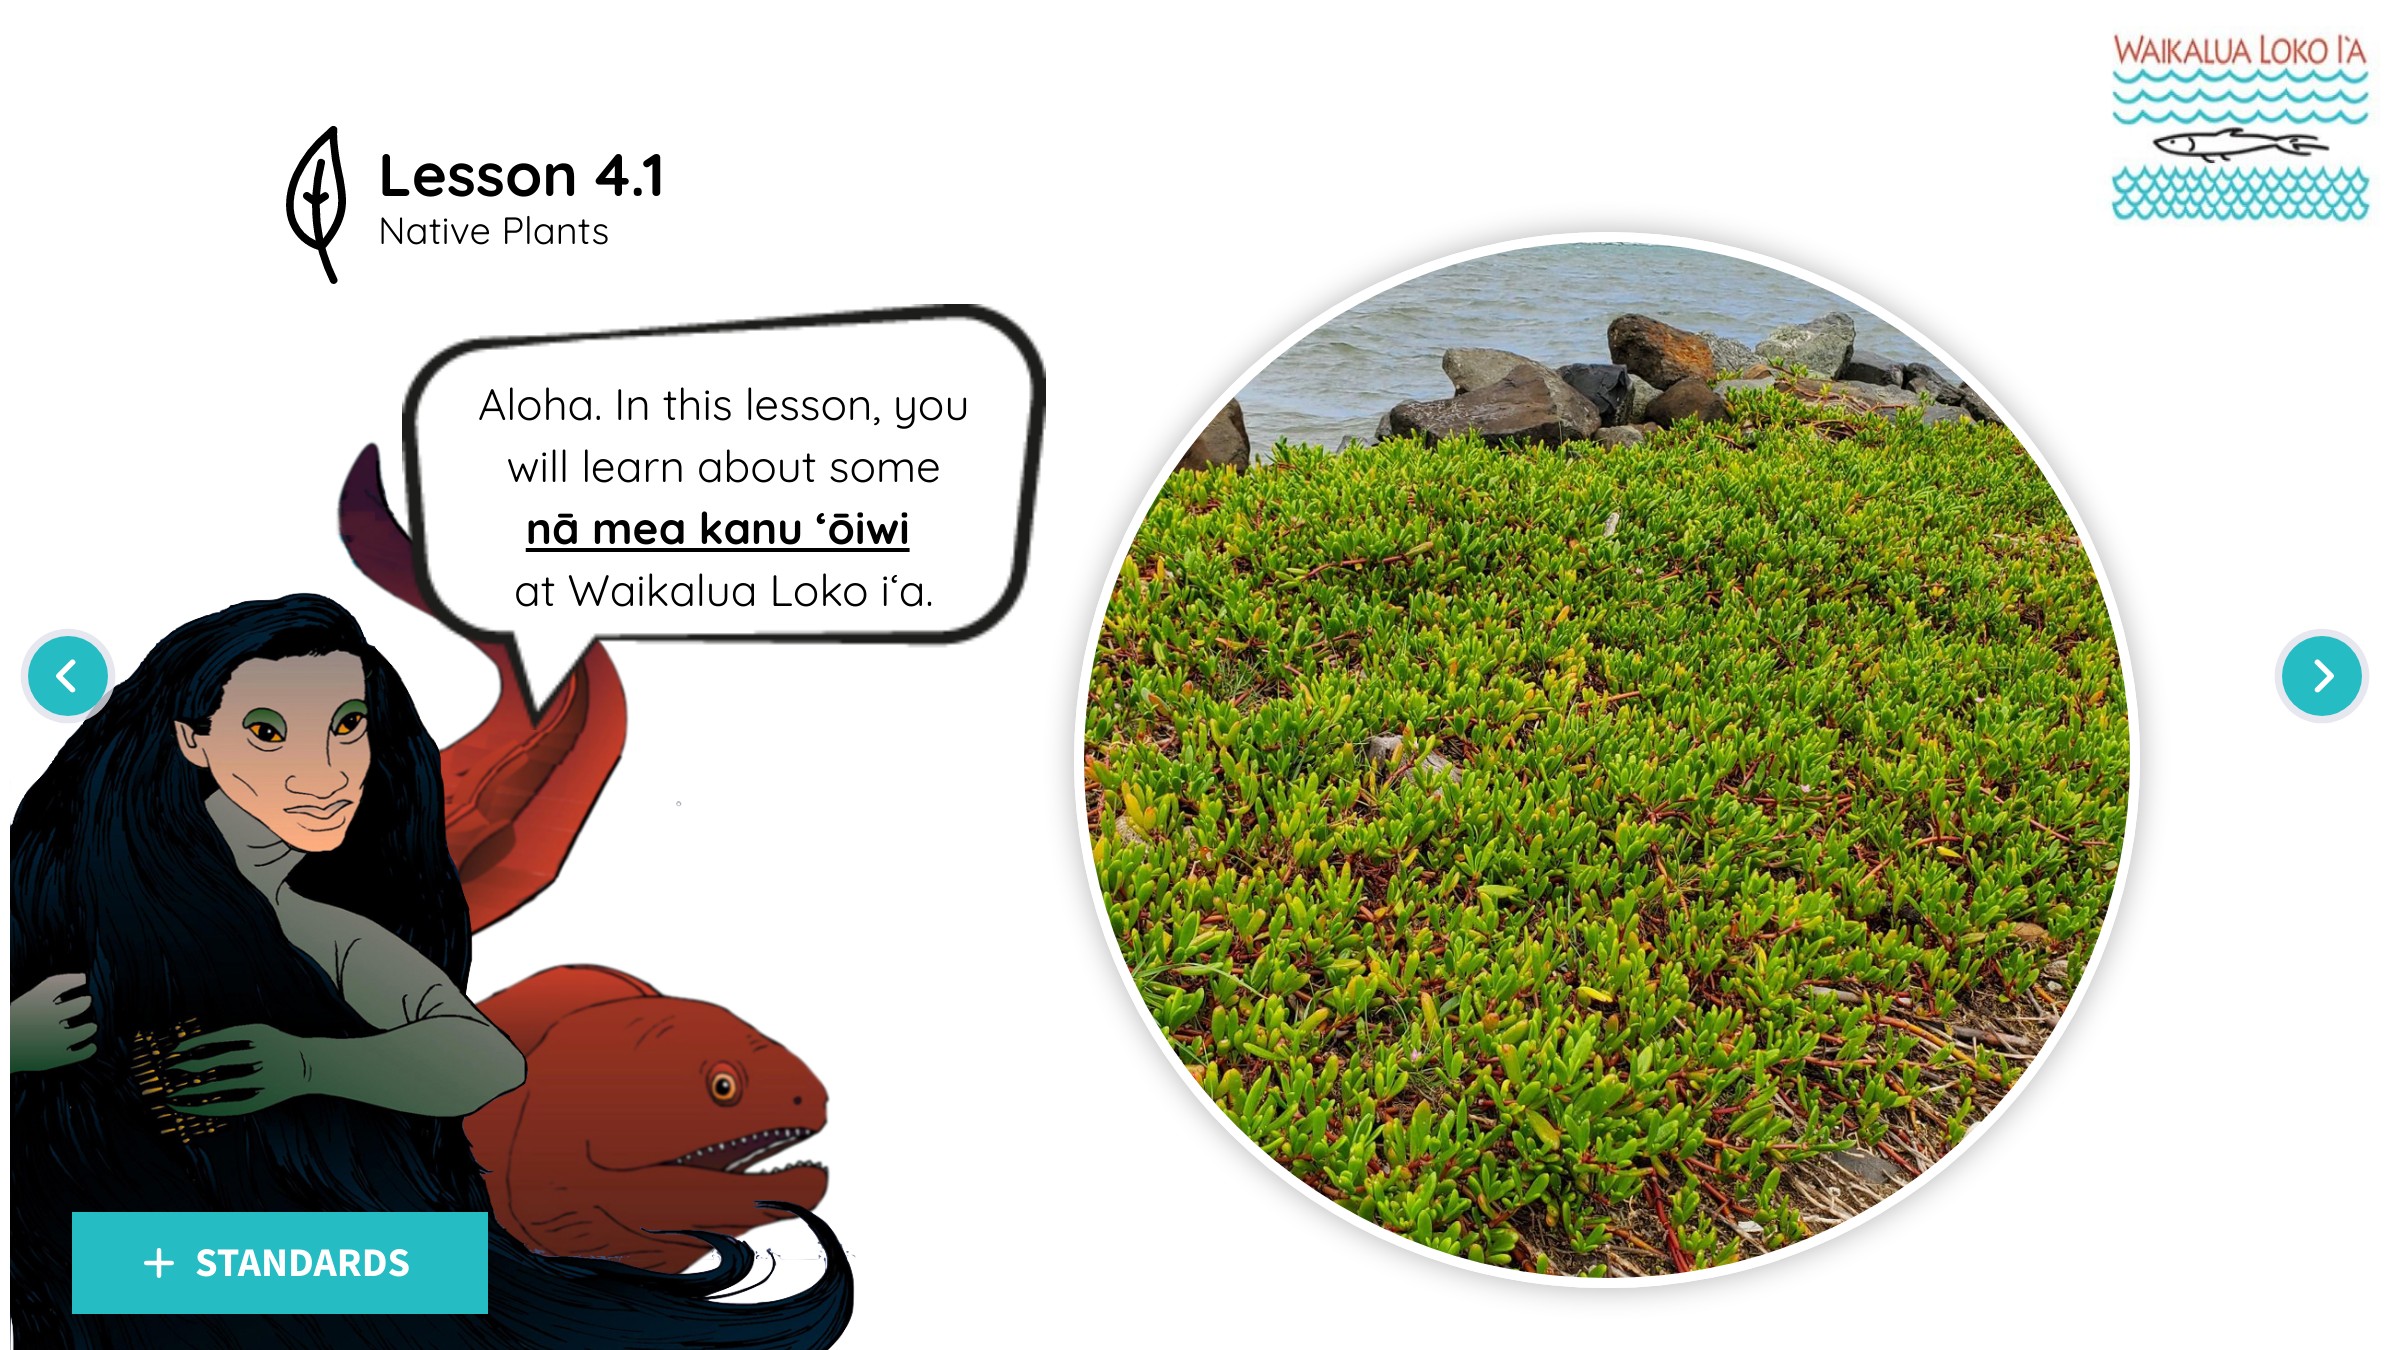 WAIKALUA LOKO I'A
Lesson 4.1
Native Plants
Aloha. In this lesson, you
will learn about some
nā mea kanu ʻōiwi
at Waikalua Loko iʻa.
+ STANDARDS